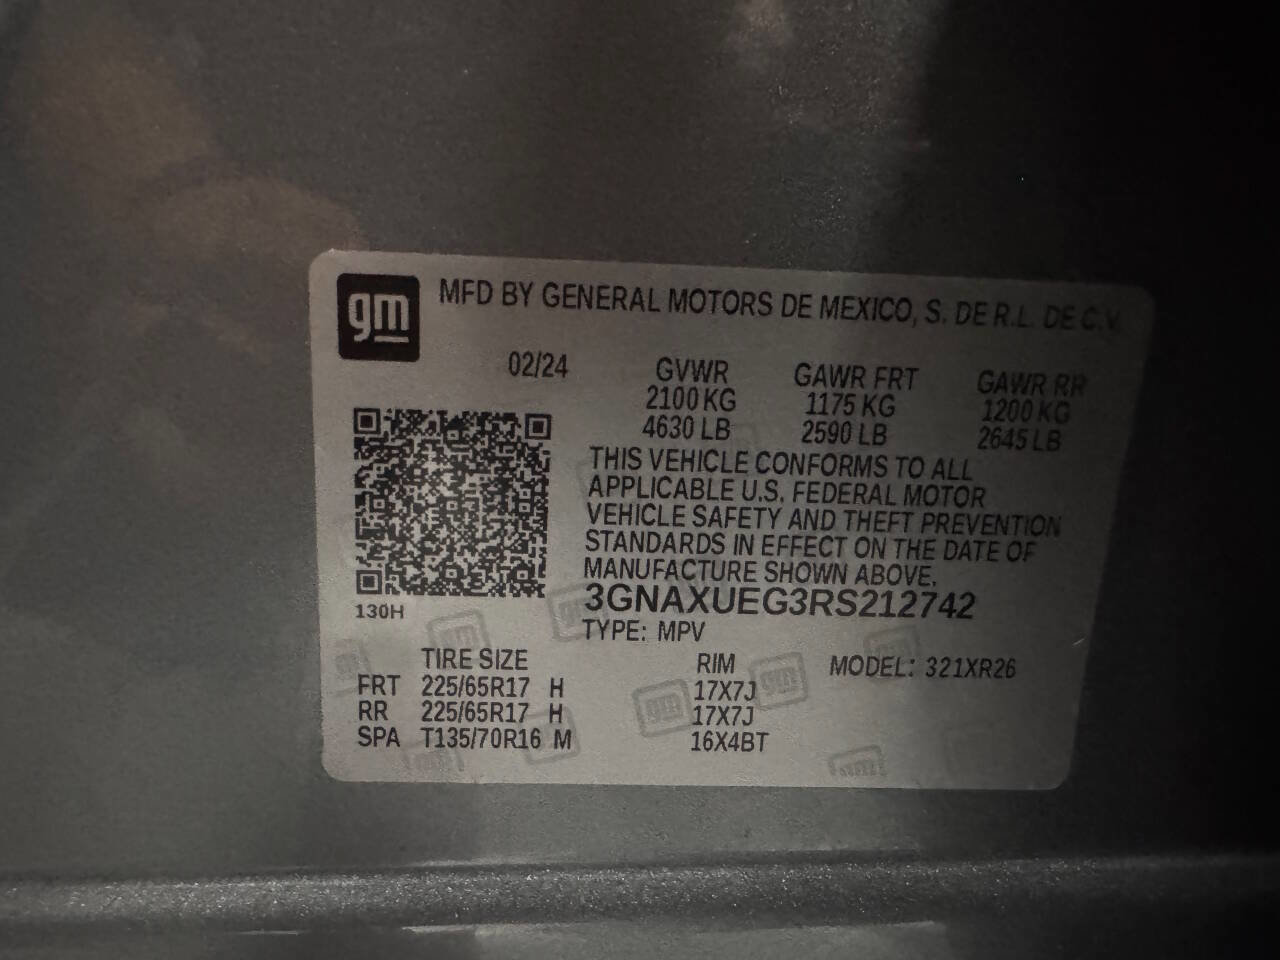 gm
MFD BY GENERAL MOTORS DE MEXICO, S. DE R.L. DE C.V.
02/24 GVWR GAWR FRT GAWR RR
2100 KG 1175 KG 1200 KG
4630 LB 2590 LB 2645 LB
THIS VEHICLE CONFORMS TO ALL
APPLICABLE U.S. FEDERAL MOTOR
VEHICLE SAFETY AND THEFT PREVENTION
STANDARDS IN EFFECT ON THE DATE OF
MANUFACTURE SHOWN ABOVE.
130H
3GNAXUEG3RS212742
TYPE: MPV
TIRE SIZE RIM MODEL: 321XR26
FRT 225/65R17 H 17X7J
RR 225/65R17 H 17X7J
SPA T135/70R16 M 16X4BT